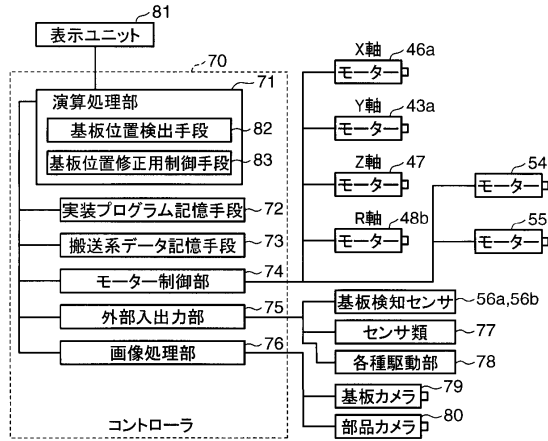 81
表示ユニット
70
71
演算処理部
基板位置検出手段
82
基板位置修正用制御手段
83
実装プログラム記憶手段
72
搬送系データ記憶手段
73
モーター制御部
74
外部入出力部
75
画像処理部
76
コントローラ
X軸
46a
モーター
Y軸
43a
モーター
Z軸
47
モーター
R軸
48b
モーター
54
モーター
55
モーター
基板検知センサ
56a,56b
センサ類
77
各種駆動部
78
基板カメラ
79
部品カメラ
80